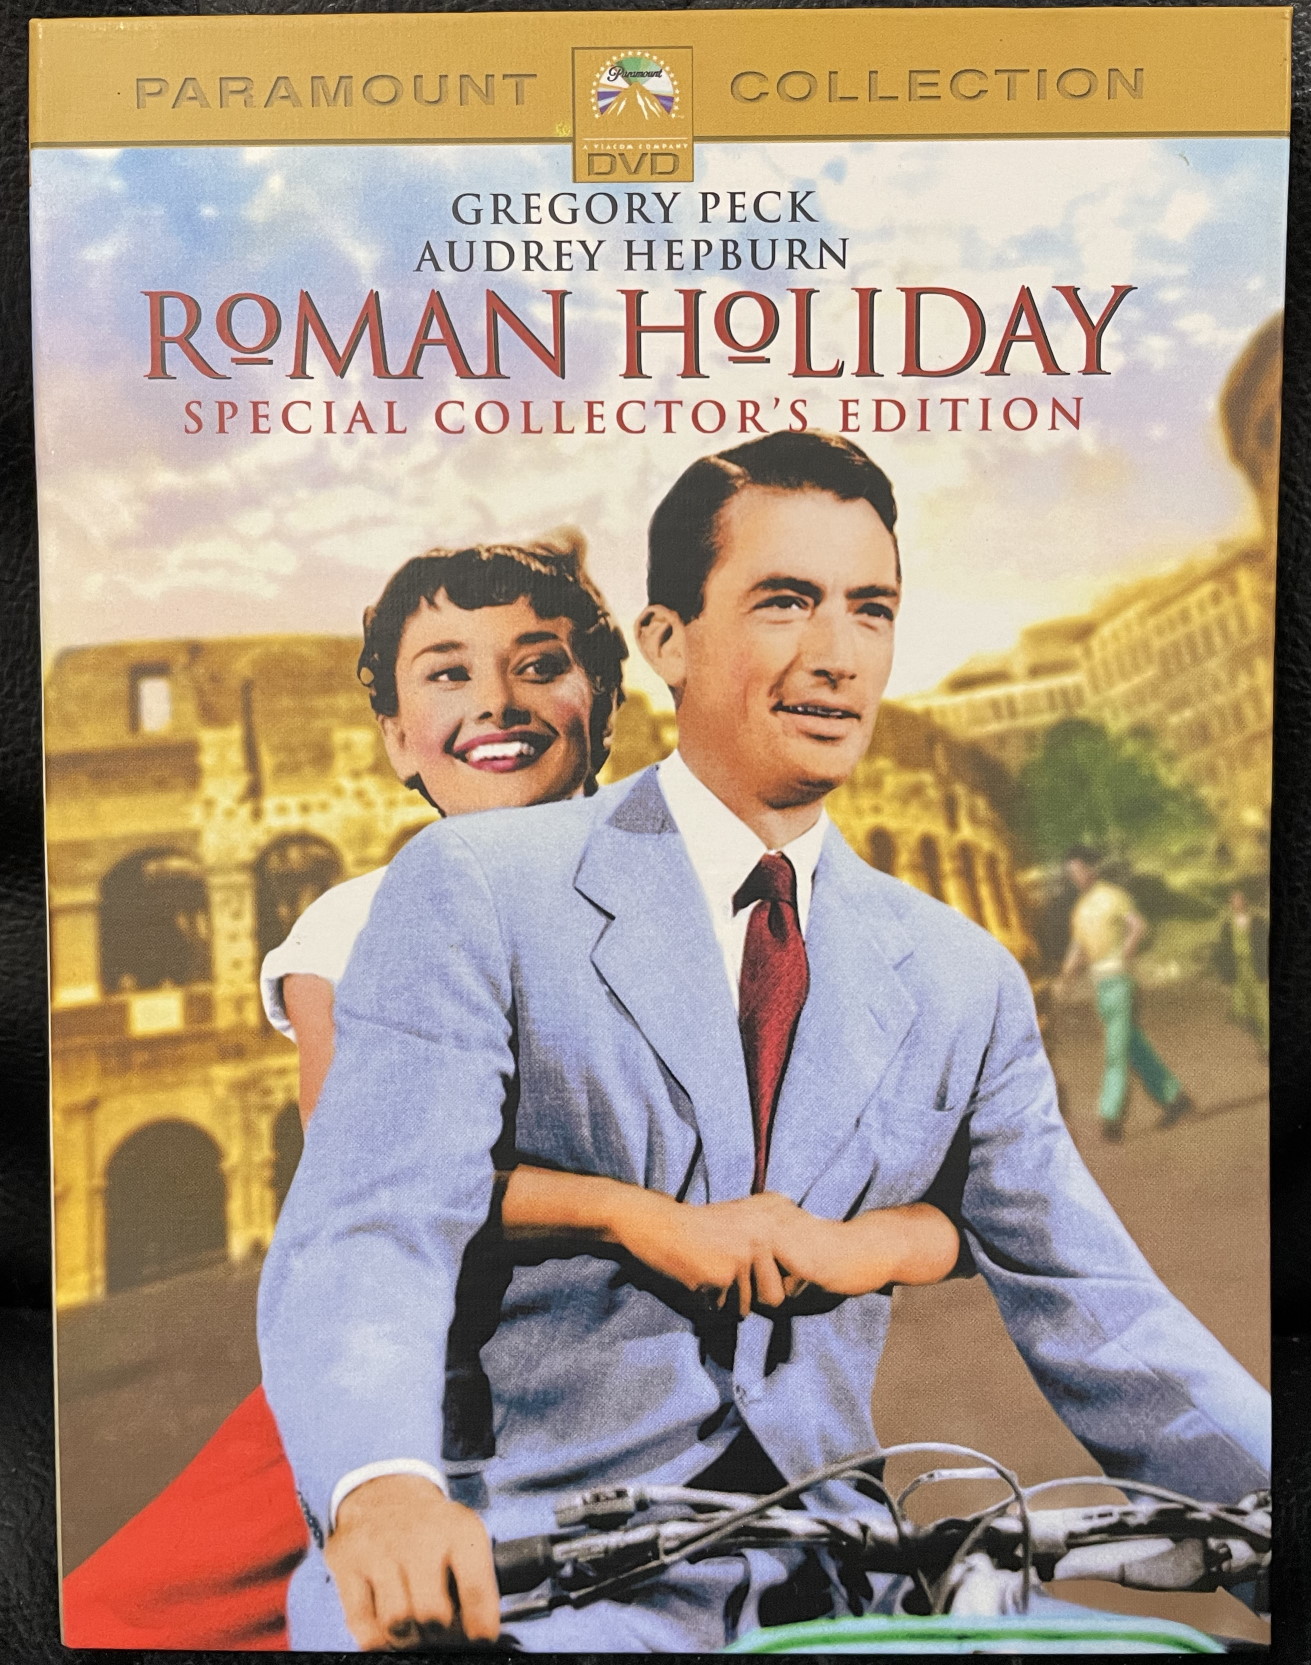 PARAMOUNT COLLECTION
Paramount
A VIACOM COMPANY
DVD
GREGORY PECK
AUDREY HEPBURN
ROMAN HOLIDAY
SPECIAL COLLECTOR'S EDITION